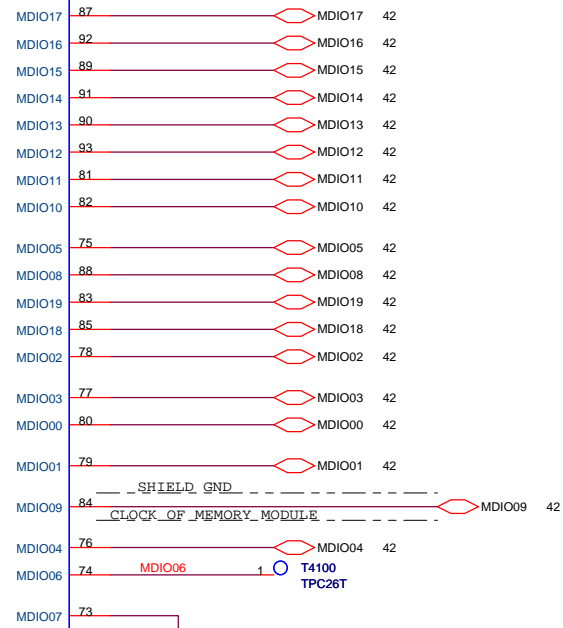 MDIO17 87 MDIO17 42
MDIO16 92 MDIO16 42
MDIO15 89 MDIO15 42
MDIO14 91 MDIO14 42
MDIO13 90 MDIO13 42
MDIO12 93 MDIO12 42
MDIO11 81 MDIO11 42
MDIO10 82 MDIO10 42
MDIO05 75 MDIO05 42
MDIO08 88 MDIO08 42
MDIO19 83 MDIO19 42
MDIO18 85 MDIO18 42
MDIO02 78 MDIO02 42
MDIO03 77 MDIO03 42
MDIO00 80 MDIO00 42
MDIO01 79 MDIO01 42
SHIELD GND
MDIO09 84 MDIO09 42
CLOCK OF MEMORY MODULE
MDIO04 76 MDIO04 42
MDIO06 74 MDIO06 1 T4100
TPC26T
MDIO07 73